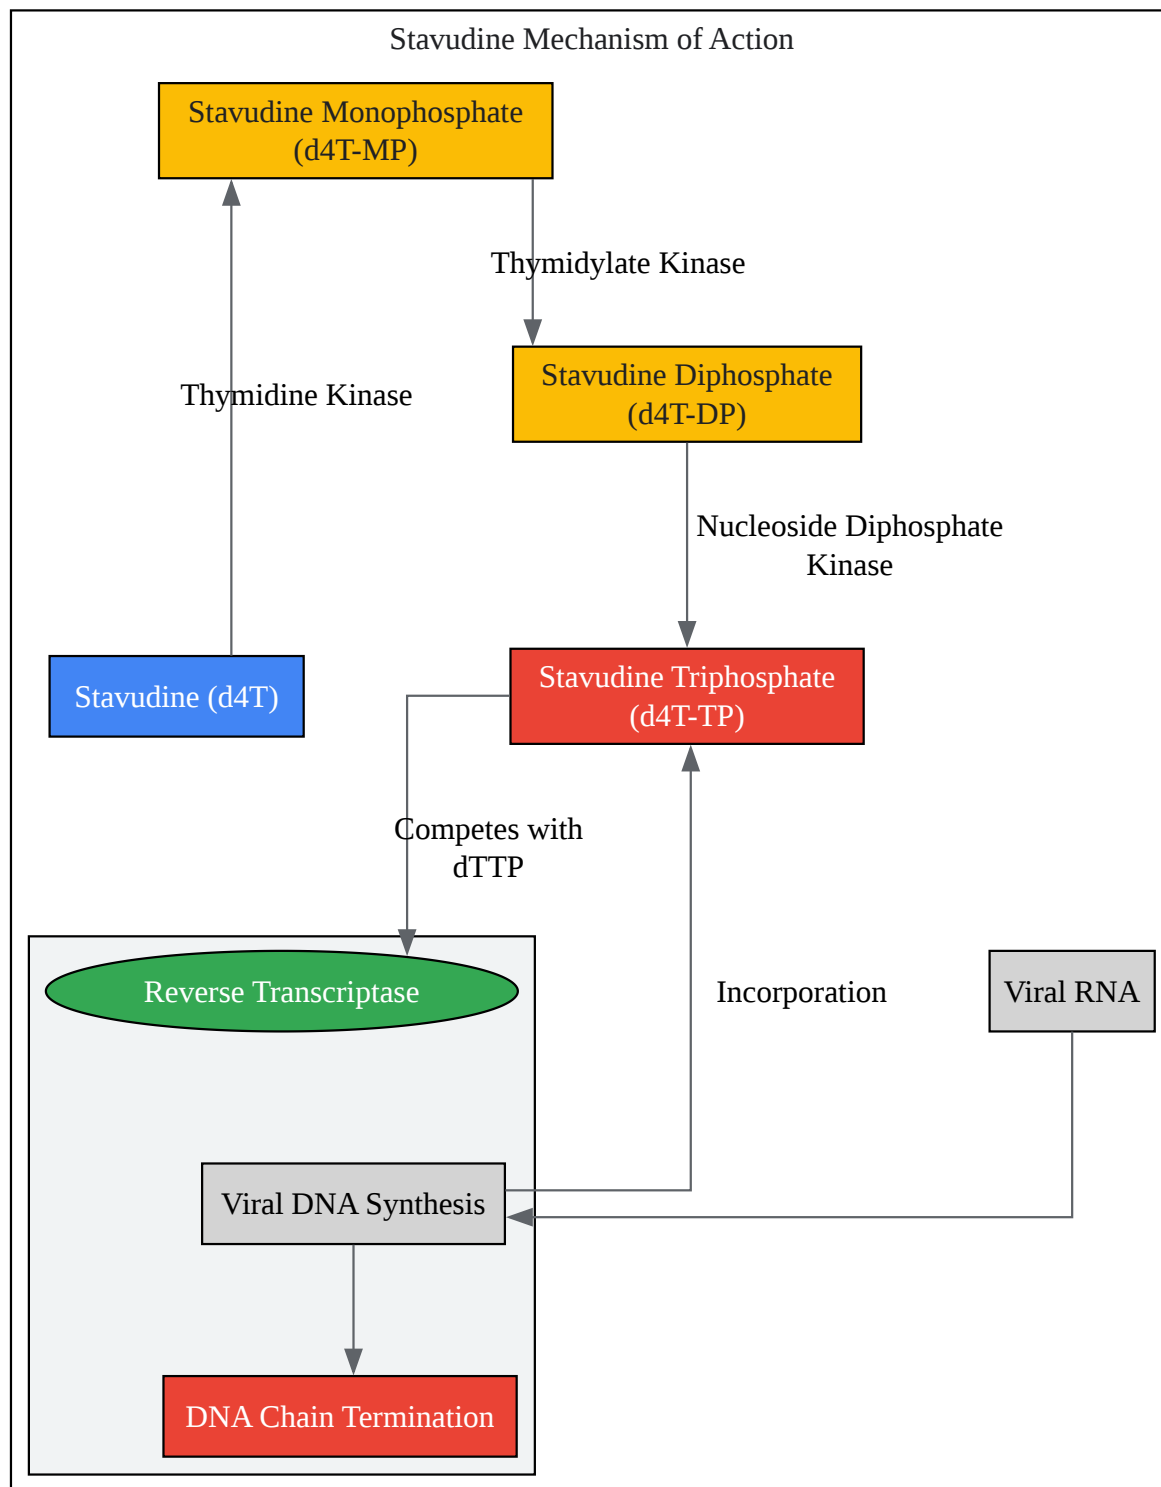 Stavudine Mechanism of Action
Stavudine Monophosphate
(d4T-MP)
Thymidylate Kinase
Stavudine Diphosphate
(d4T-DP)
Thymidine Kinase
Nucleoside Diphosphate
Kinase
Stavudine (d4T)
Stavudine Triphosphate
(d4T-TP)
Competes with
dTTP
Reverse Transcriptase
Incorporation
Viral RNA
Viral DNA Synthesis
DNA Chain Termination